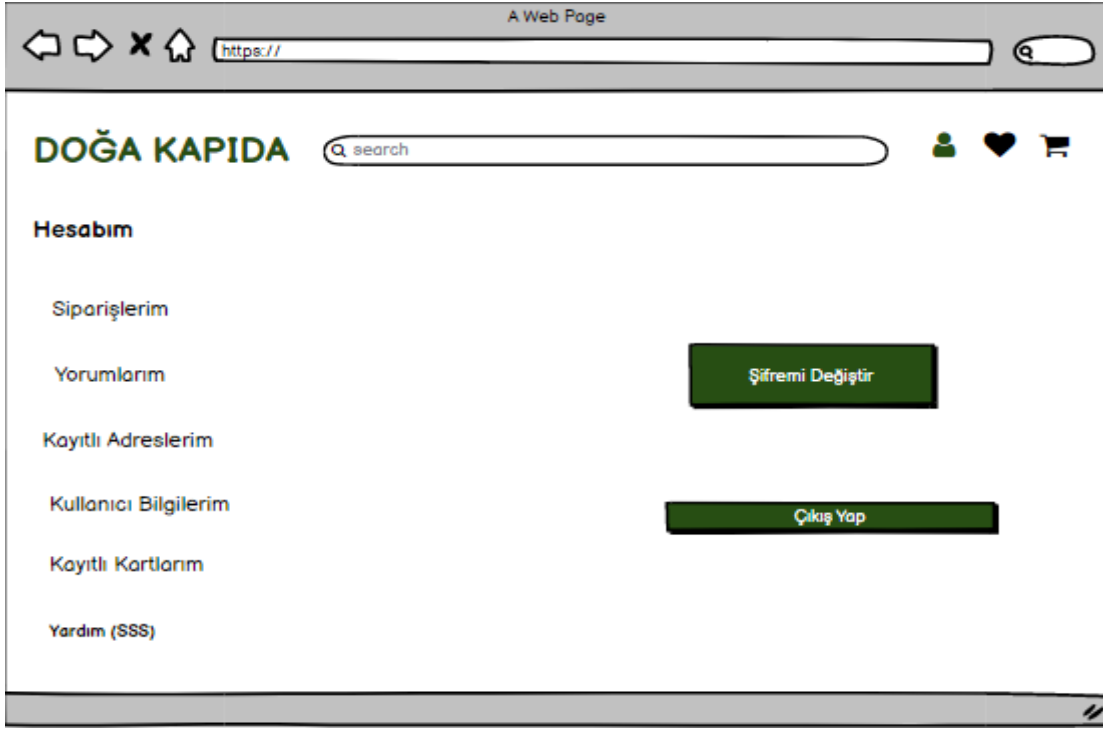 A Web Page
https://
DOĞA KAPIDA
search
Hesabım
Siparişlerim
Yorumlarım
Şifremi Değiştir
Kayıtlı Adreslerim
Kullanıcı Bilgilerim
Çıkış Yap
Kayıtlı Kartlarım
Yardım (SSS)